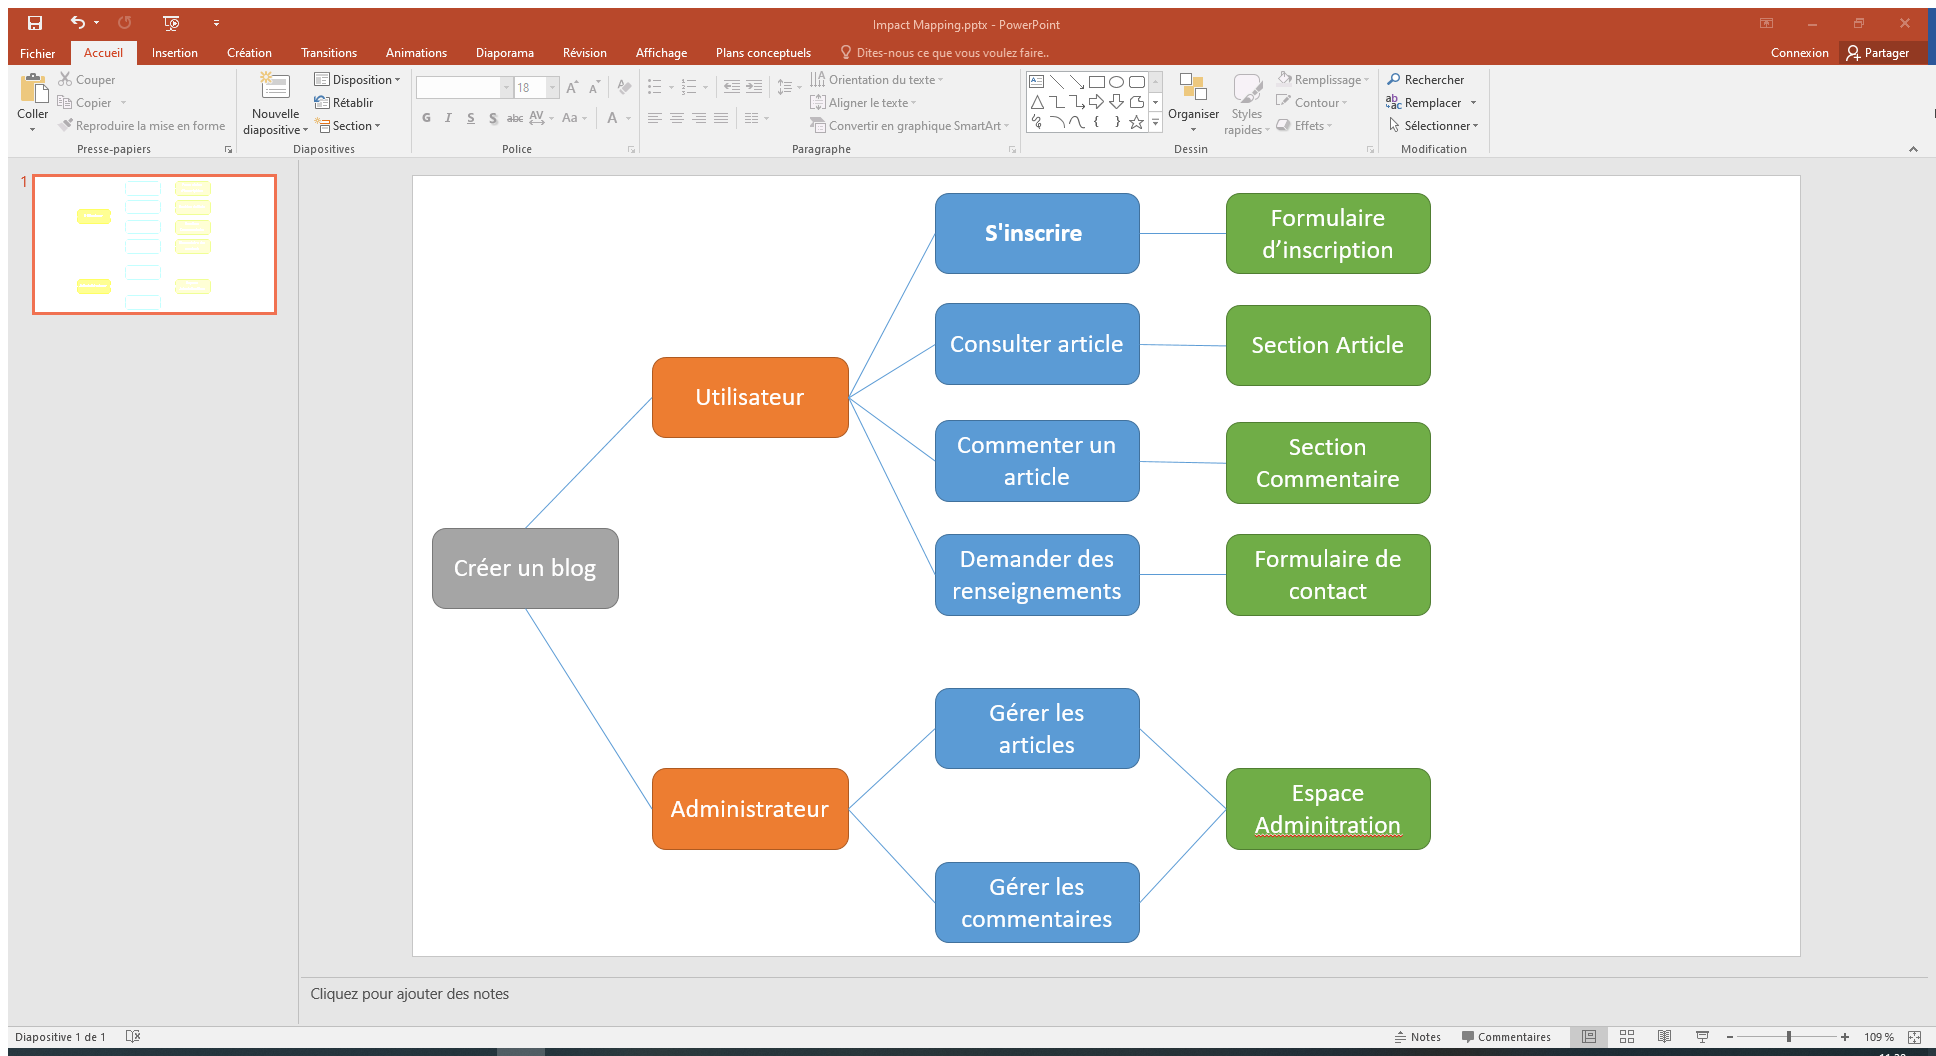 Impact Mapping.pptx - PowerPoint
Fichier Accueil Insertion Création Transitions Animations Diaporama Révision Affichage Plans conceptuels Dites-nous ce que vous voulez faire.. Connexion Partager
Coller
Couper
Copier
Reproduire la mise en forme
Presse-papiers
Nouvelle
diapositive
Disposition
Rétablir
Section
Diapositives
18
G I S S abc AV Aa A
Police
Orientation du texte
Aligner le texte
Convertir en graphique SmartArt
Paragraphe
Organiser
Styles
rapides
Remplissage
Contour
Effets
Dessin
Rechercher
Remplacer
Sélectionner
Modification
1
S'inscrire
Formulaire
d’inscription
Consulter article
Section Article
Utilisateur
Commenter un
article
Section
Commentaire
Demander des
renseignements
Formulaire de
contact
Créer un blog
Gérer les
articles
Administrateur
Espace
Adminitration
Gérer les
commentaires
Cliquez pour ajouter des notes
Diapositive 1 de 1
Notes Commentaires 109 %